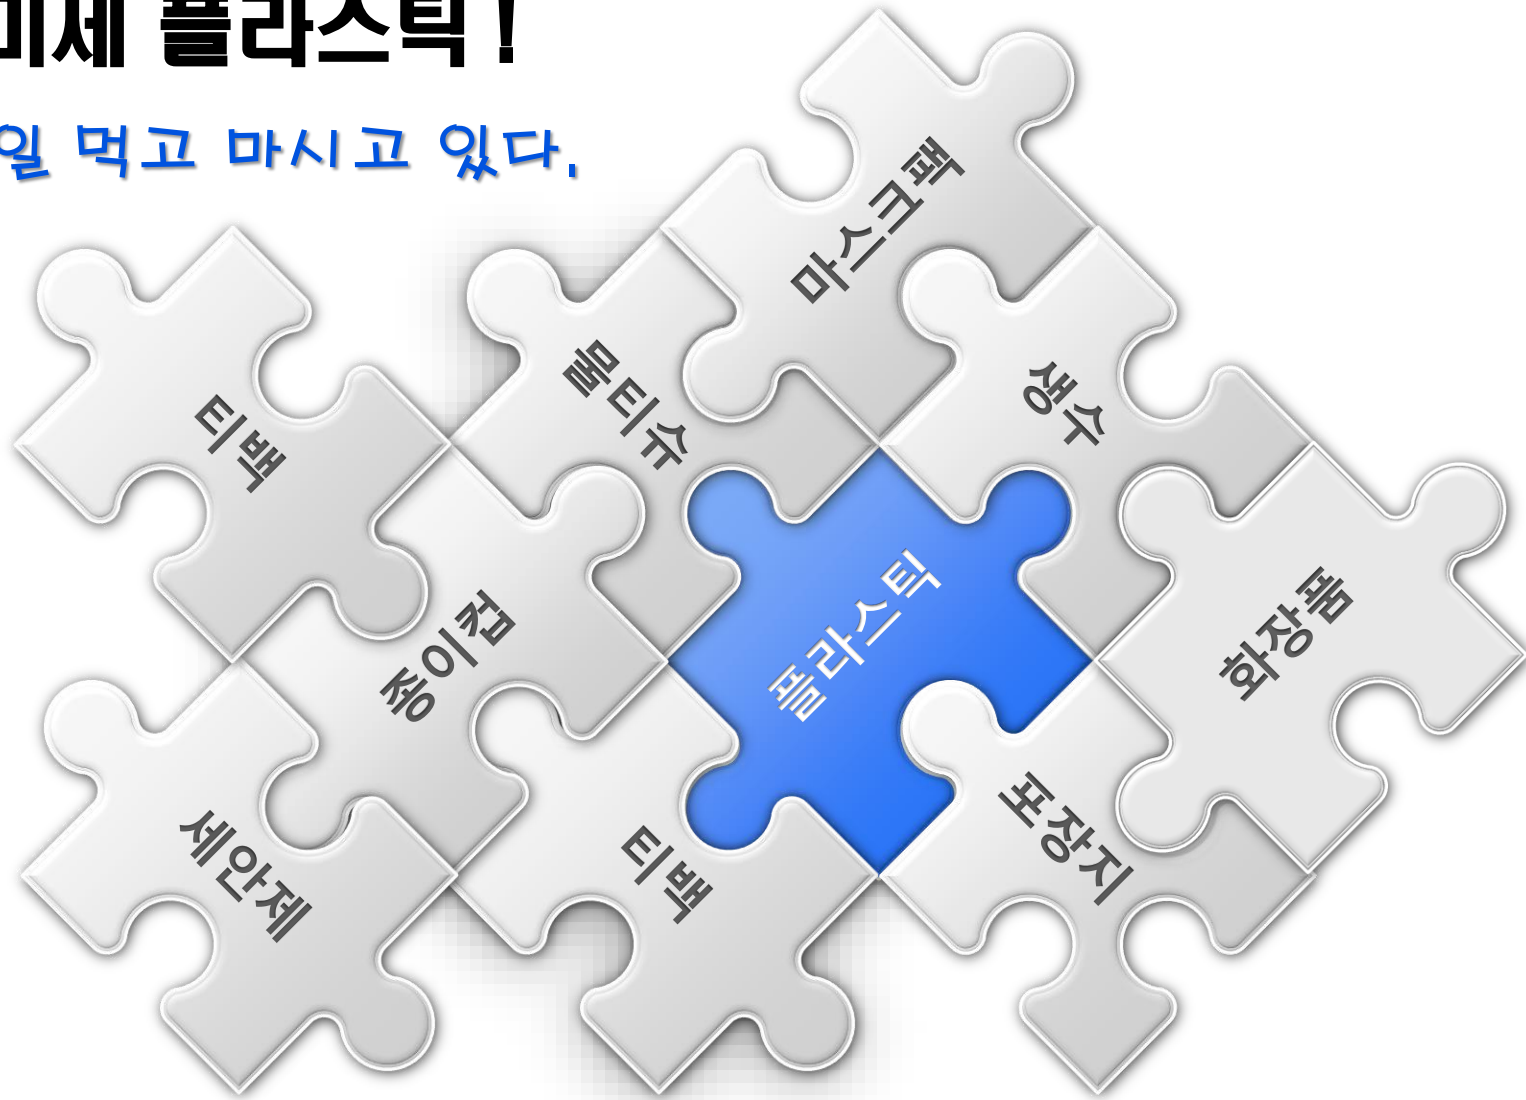 미세 플라스틱!
일 먹고 마시고 있다.
마스크팩
티백
물티슈
생수
종이컵
플라스틱
화장품
세안제
티백
포장지